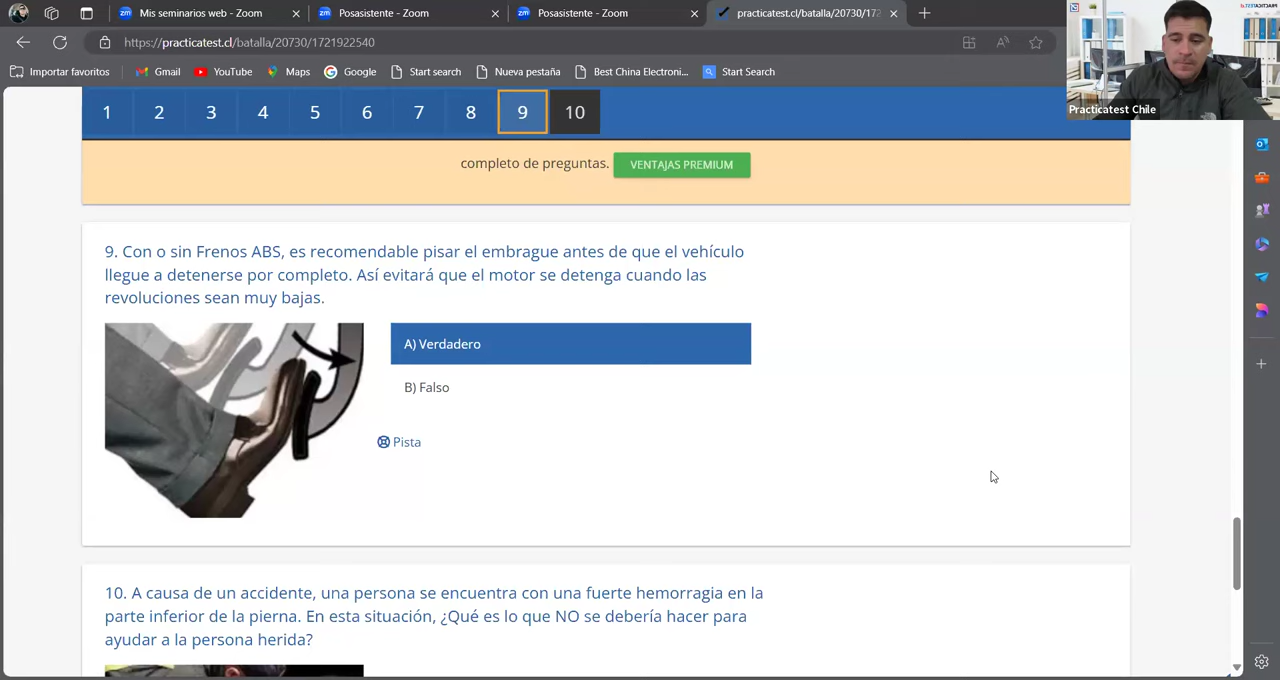 Mis seminarios web - Zoom
Posasistente - Zoom
Posasistente - Zoom
practicatest.cl/batalla/20730/172
https://practicatest.cl/batalla/20730/1721922540
Importar favoritos
Gmail
YouTube
Maps
Google
Start search
Nueva pestaña
Best China Electroni...
Start Search
Practicatest Chile
1 2 3 4 5 6 7 8 9 10
completo de preguntas. VENTAJAS PREMIUM
9. Con o sin Frenos ABS, es recomendable pisar el embrague antes de que el vehículo
llegue a detenerse por completo. Así evitará que el motor se detenga cuando las
revoluciones sean muy bajas.
A) Verdadero
B) Falso
Pista
10. A causa de un accidente, una persona se encuentra con una fuerte hemorragia en la
parte inferior de la pierna. En esta situación, ¿Qué es lo que NO se debería hacer para
ayudar a la persona herida?